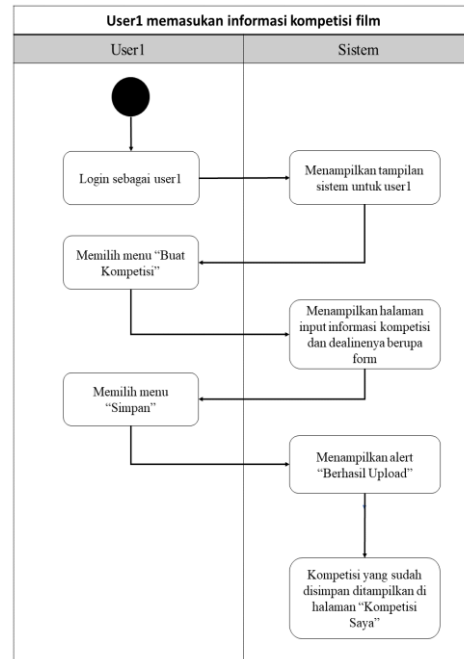 User1 memasukan informasi kompetisi film
User1
Sistem
Login sebagai user1
Menampilkan tampilan
sistem untuk user1
Memilih menu “Buat
Kompetisi”
Menampilkan halaman
input informasi kompetisi
dan dealinenya berupa
form
Memilih menu
“Simpan”
Menampilkan alert
“Berhasil Upload”
Kompetisi yang sudah
disimpan ditampilkan di
halaman “Kompetisi
Saya”